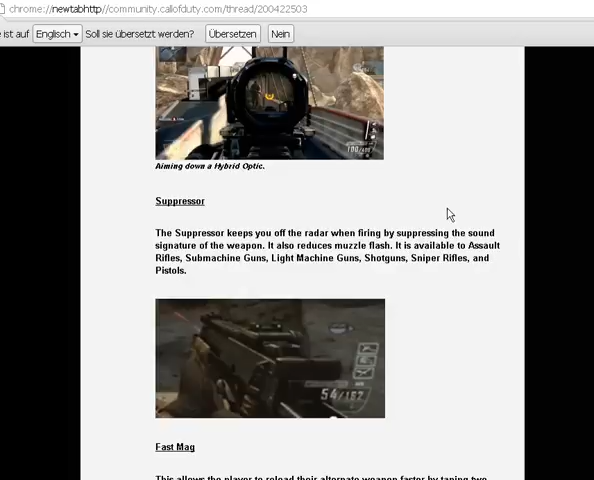 chrome://newtabhttp//community.callofduty.com/thread/200422503
e ist auf Englisch Soll sie übersetzt werden? Übersetzen Nein
100/400
Aiming down a Hybrid Optic.
Suppressor
The Suppressor keeps you off the radar when firing by suppressing the sound
signature of the weapon. It also reduces muzzle flash. It is available to Assault
Rifles, Submachine Guns, Light Machine Guns, Shotguns, Sniper Rifles, and
Pistols.
54/162
Fast Mag
This allows the player to reload their alternate weapon faster by taping two